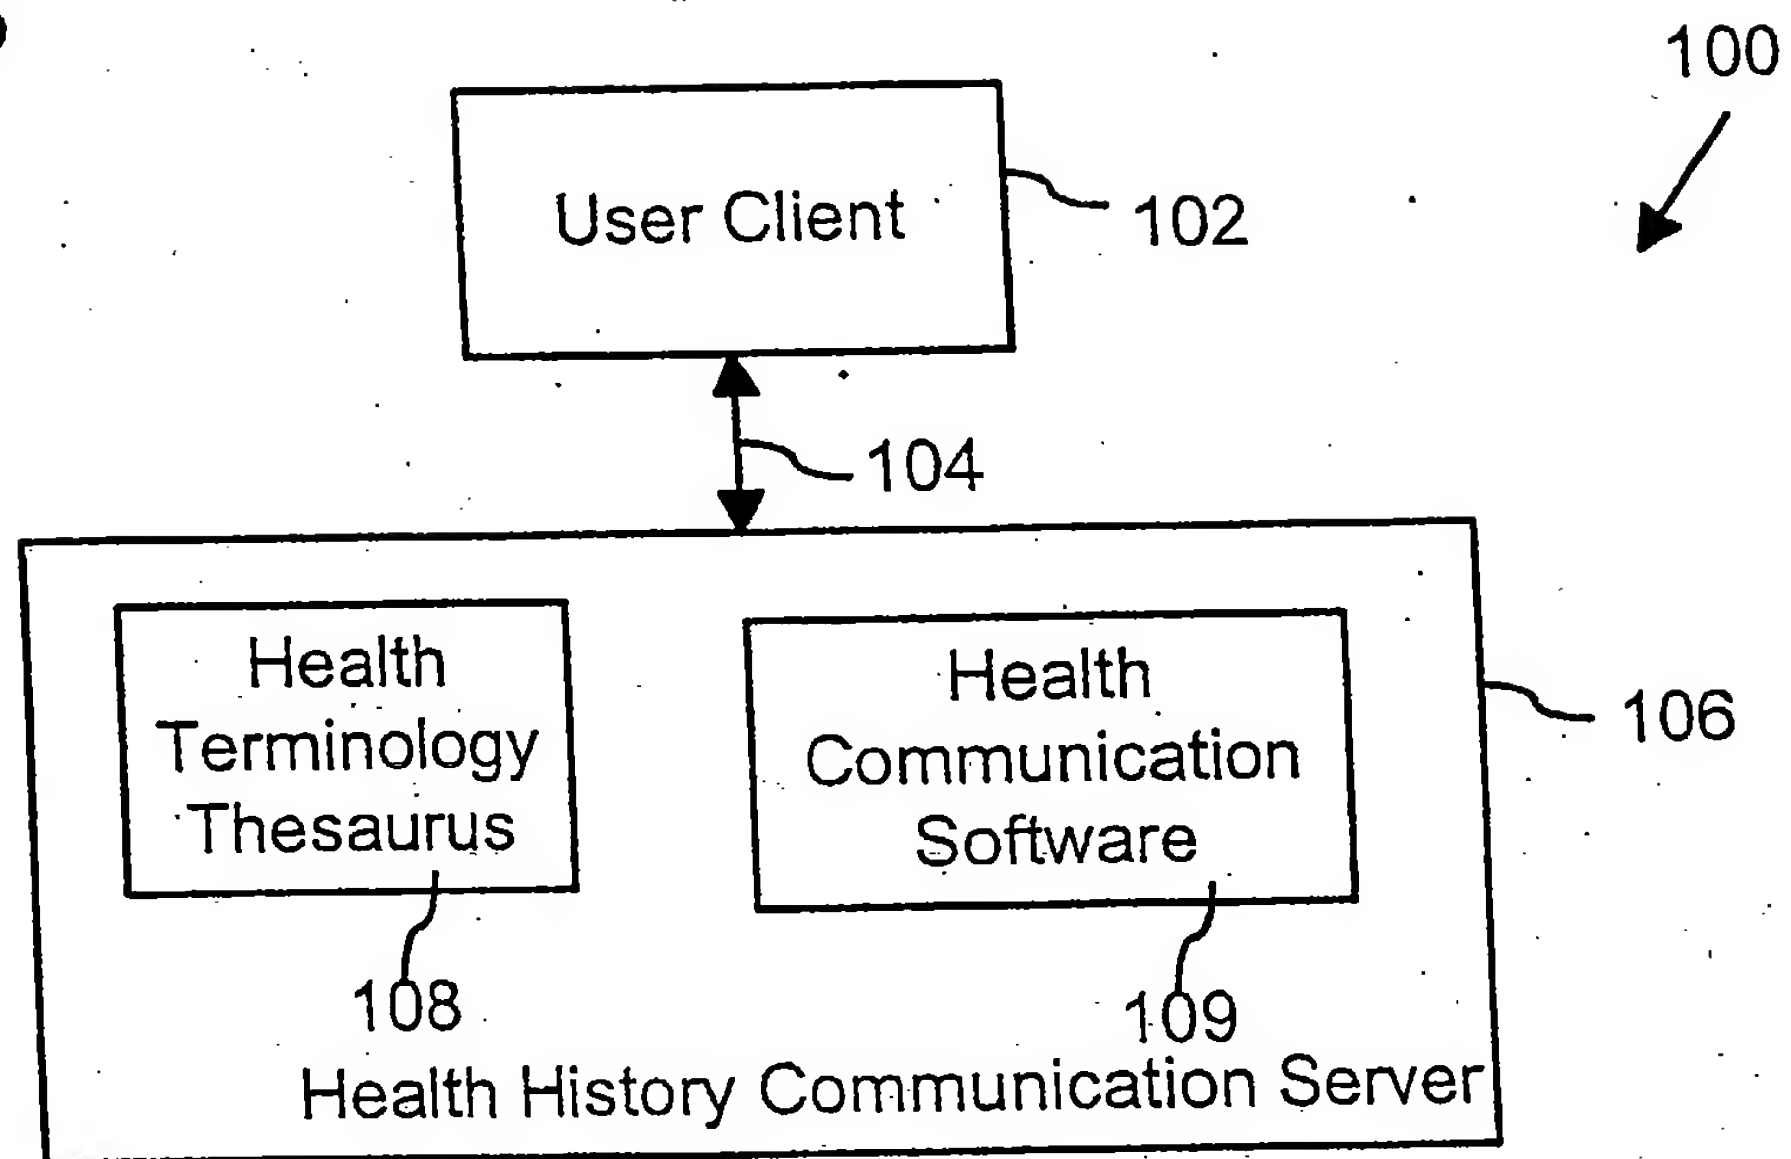 100
User Client
102
104
Health
Terminology
Thesaurus
Health
Communication
Software
106
108
109
Health History Communication Server